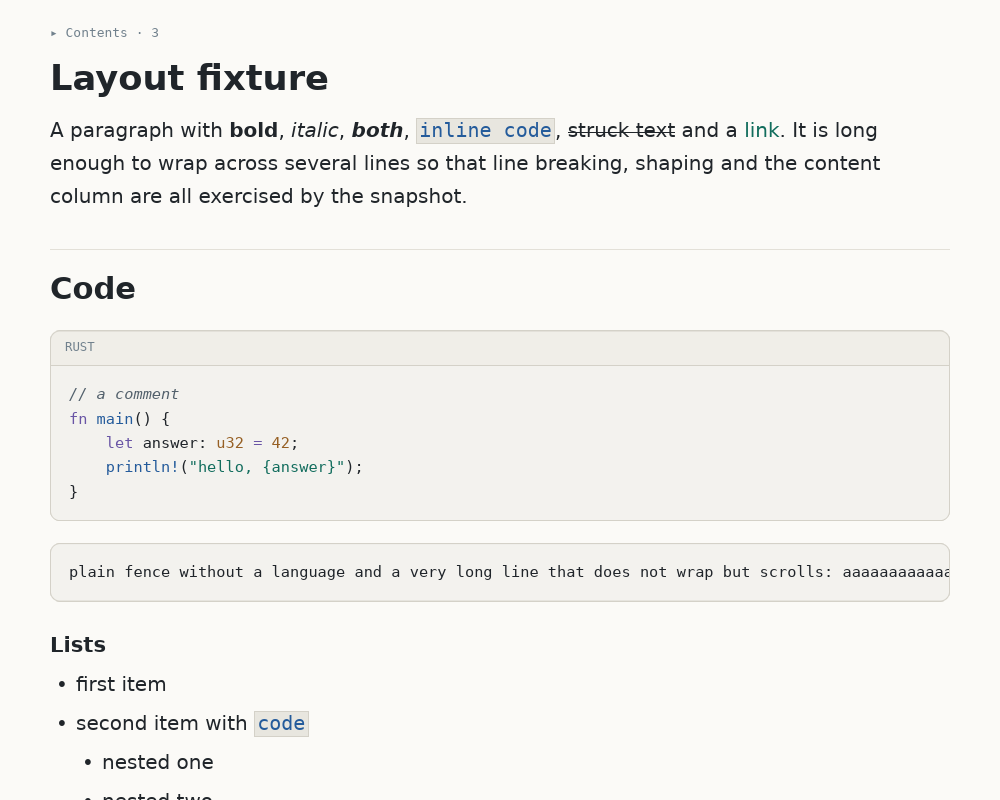 ▸ Contents · 3
Layout fixture
A paragraph with bold, italic, both, inline code, struck text and a link. It is long
enough to wrap across several lines so that line breaking, shaping and the content
column are all exercised by the snapshot.
Code
RUST
// a comment
fn main() {
    let answer: u32 = 42;
    println!("hello, {answer}");
}
plain fence without a language and a very long line that does not wrap but scrolls: aaaaaaaaaaaa
Lists
• first item
• second item with code
• nested one
• nested two